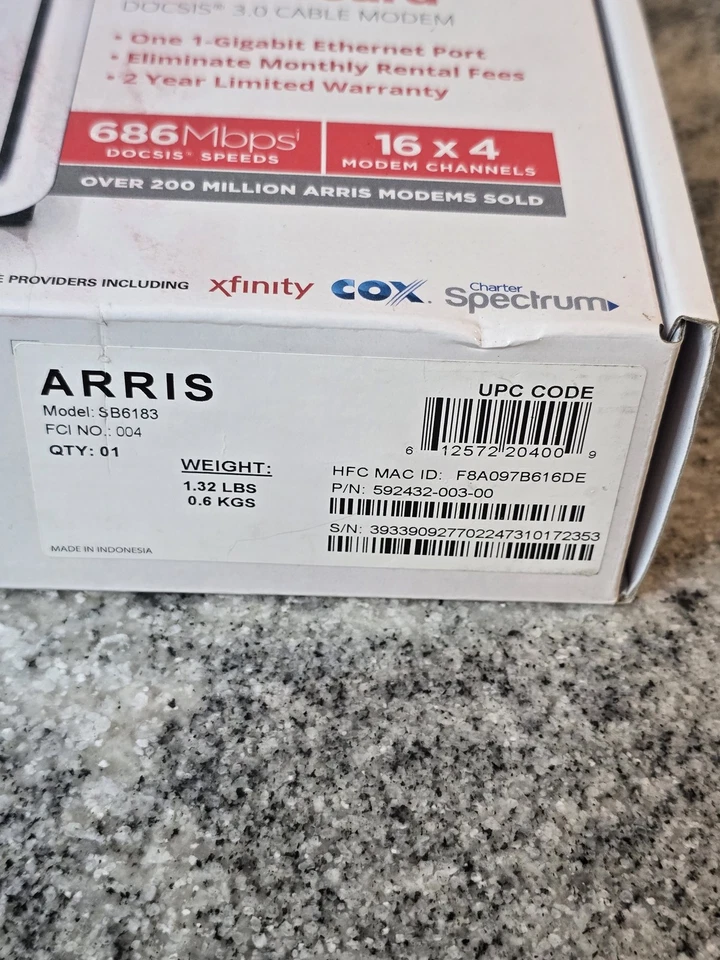 DOCSIS® 3.0 CABLE MODEM
• One 1-Gigabit Ethernet Port
• Eliminate Monthly Rental Fees
• 2 Year Limited Warranty
686Mbpsⁱ
DOCSIS® SPEEDS
16 x 4
MODEM CHANNELS
OVER 200 MILLION ARRIS MODEMS SOLD
PROVIDERS INCLUDING xfinity COX. Charter Spectrum
ARRIS
Model: SB6183
FCI NO.: 004
QTY: 01
WEIGHT:
1.32 LBS
0.6 KGS
MADE IN INDONESIA
UPC CODE
6 12572 20400 9
HFC MAC ID: F8A097B616DE
P/N: 592432-003-00
S/N: 393390927702247310172353